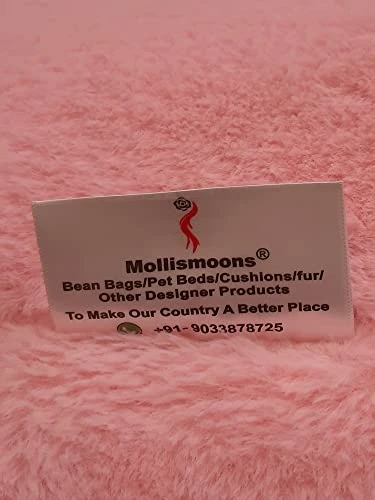 Mollismoons®
Bean Bags/Pet Beds/Cushions/fur/
Other Designer Products
To Make Our Country A Better Place
+91-9033878725